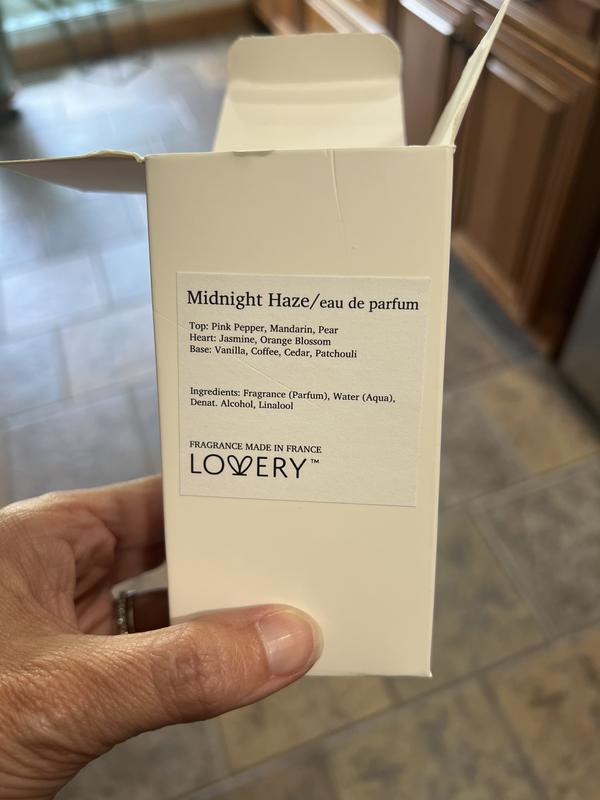 Midnight Haze/eau de parfum
Top: Pink Pepper, Mandarin, Pear
Heart: Jasmine, Orange Blossom
Base: Vanilla, Coffee, Cedar, Patchouli
Ingredients: Fragrance (Parfum), Water (Aqua),
Denat. Alcohol, Linalool
FRAGRANCE MADE IN FRANCE
LOVERY™